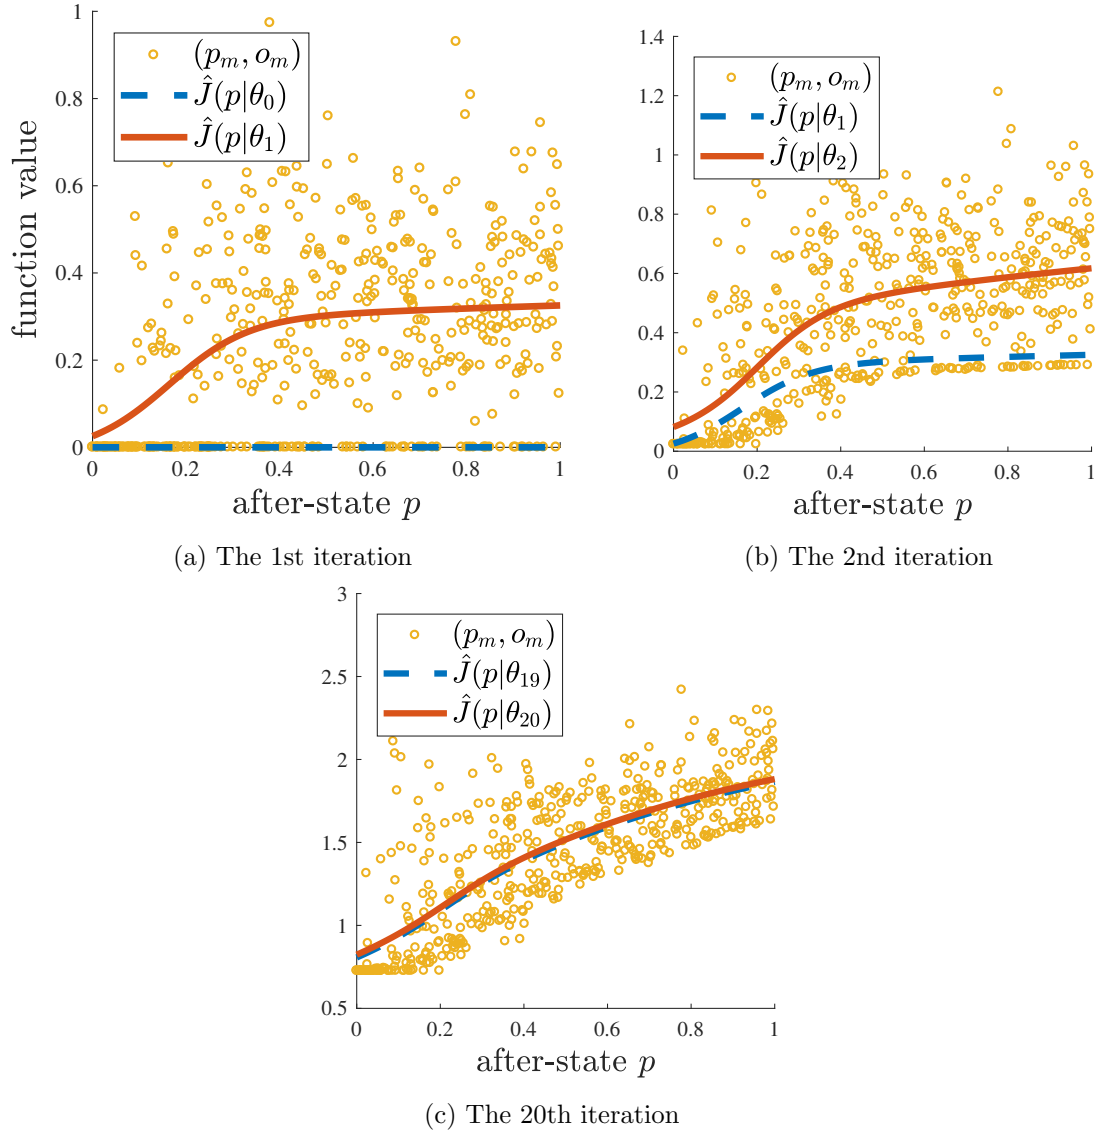 function value
1
0.8
0.6
0.4
0.2
0
(p_m, o_m)
Ĵ(p|θ_0)
Ĵ(p|θ_1)
0 0.2 0.4 0.6 0.8 1
after-state p
(a) The 1st iteration
1.4
1.2
1
0.8
0.6
0.4
0.2
0
(p_m, o_m)
Ĵ(p|θ_1)
Ĵ(p|θ_2)
0 0.2 0.4 0.6 0.8 1
after-state p
(b) The 2nd iteration
3
2.5
2
1.5
1
0.5
(p_m, o_m)
Ĵ(p|θ_19)
Ĵ(p|θ_20)
0 0.2 0.4 0.6 0.8 1
after-state p
(c) The 20th iteration